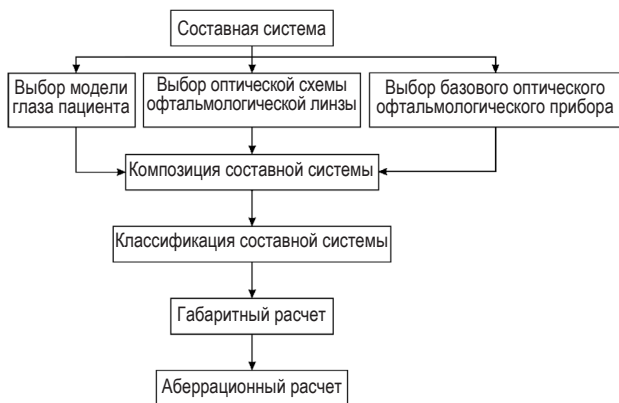 Составная система
Выбор модели
глаза пациента
Выбор оптической схемы
офтальмологической линзы
Выбор базового оптического
офтальмологического прибора
Композиция составной системы
Классификация составной системы
Габаритный расчет
Аберрационный расчет